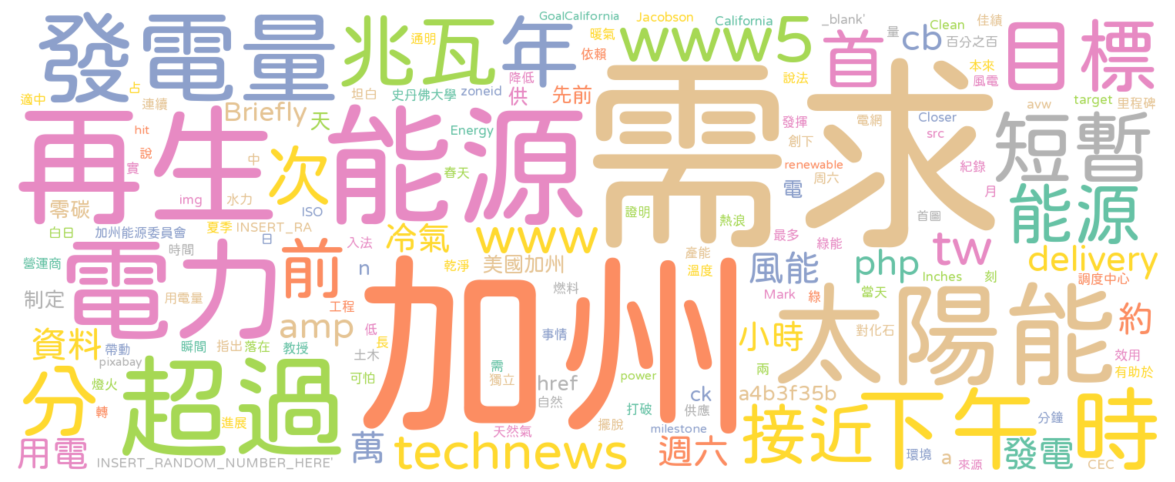 發電量
兆瓦
年
GoalCalifornia
暖氣
依賴
Jacobson
California
www5
_blank'
首
量
cb
Clean
百分之百
佳績
目標
通明
適中
占
連續
坦白
史丹佛大學
zoneid
降低
供
先前
說法
本來
風電
Briefly
天
再生
能源
Energy
春天
需求
發揮
創下
電網
Closer
src
renewable
周六
紀錄
月
avw
target
里程碑
短暫
hit
說
實
中
次
img
水力
ISO
零碳
白日
加州能源委員會
夏季
INSERT_RA
日
時間
入法
冷氣
www
證明
熱浪
電
首圖
能源
最多
綠能
tw
營運商
電力
前
n
乾淨
美國加州
產能
溫度
風能
php
Inches
刻
delivery
調度中心
制定
用電量
工程
amp
燃料
加州
Mark
綠
當天
太陽能
對化石
約
資料
帶動
pixabay
瞬間
指出
落在
教授
低
長
土木
可怕
事情
需
獨立
href
自然
小時
兩
power
ck
供應
a4b3f35b
效用
有助於
分
燈火
轉
超過
進展
打破
擺脫
milestone
接近
下午
時
分鐘
用電
INSERT_RANDOM_NUMBER_HERE'
萬
technews
天然氣
週六
環境
a
來源
發電
CEC